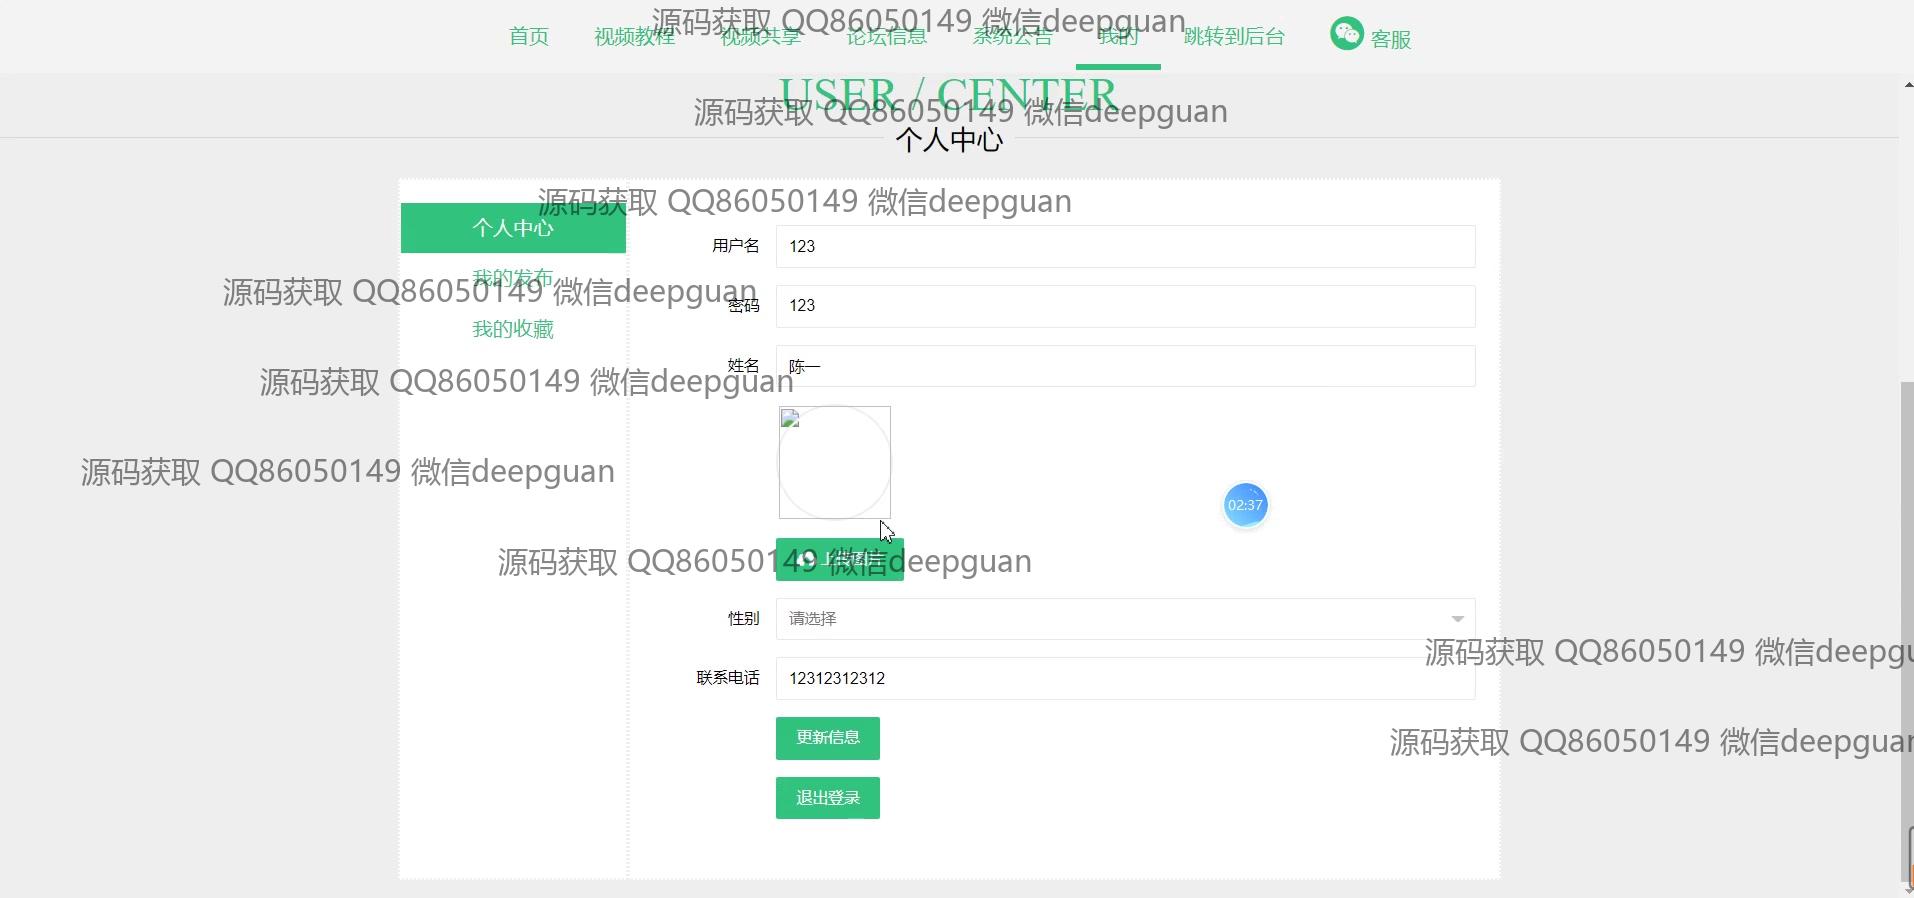 首页 视频教程 视频共享 论坛信息 系统公告 我的 跳转到后台 客服
源码获取 QQ86050149 微信deepguan
USER / CENTER
源码获取 QQ86050149 微信deepguan
个人中心
源码获取 QQ86050149 微信deepguan
个人中心
用户名 123
我的发布
源码获取 QQ86050149 微信deepguan
密码 123
我的收藏
姓名 陈一
源码获取 QQ86050149 微信deepguan
源码获取 QQ86050149 微信deepguan
02:37
上传图片
源码获取 QQ86050149 微信deepguan
性别 请选择
源码获取 QQ86050149 微信deepgu
联系电话 12312312312
更新信息
源码获取 QQ86050149 微信deepguan
退出登录